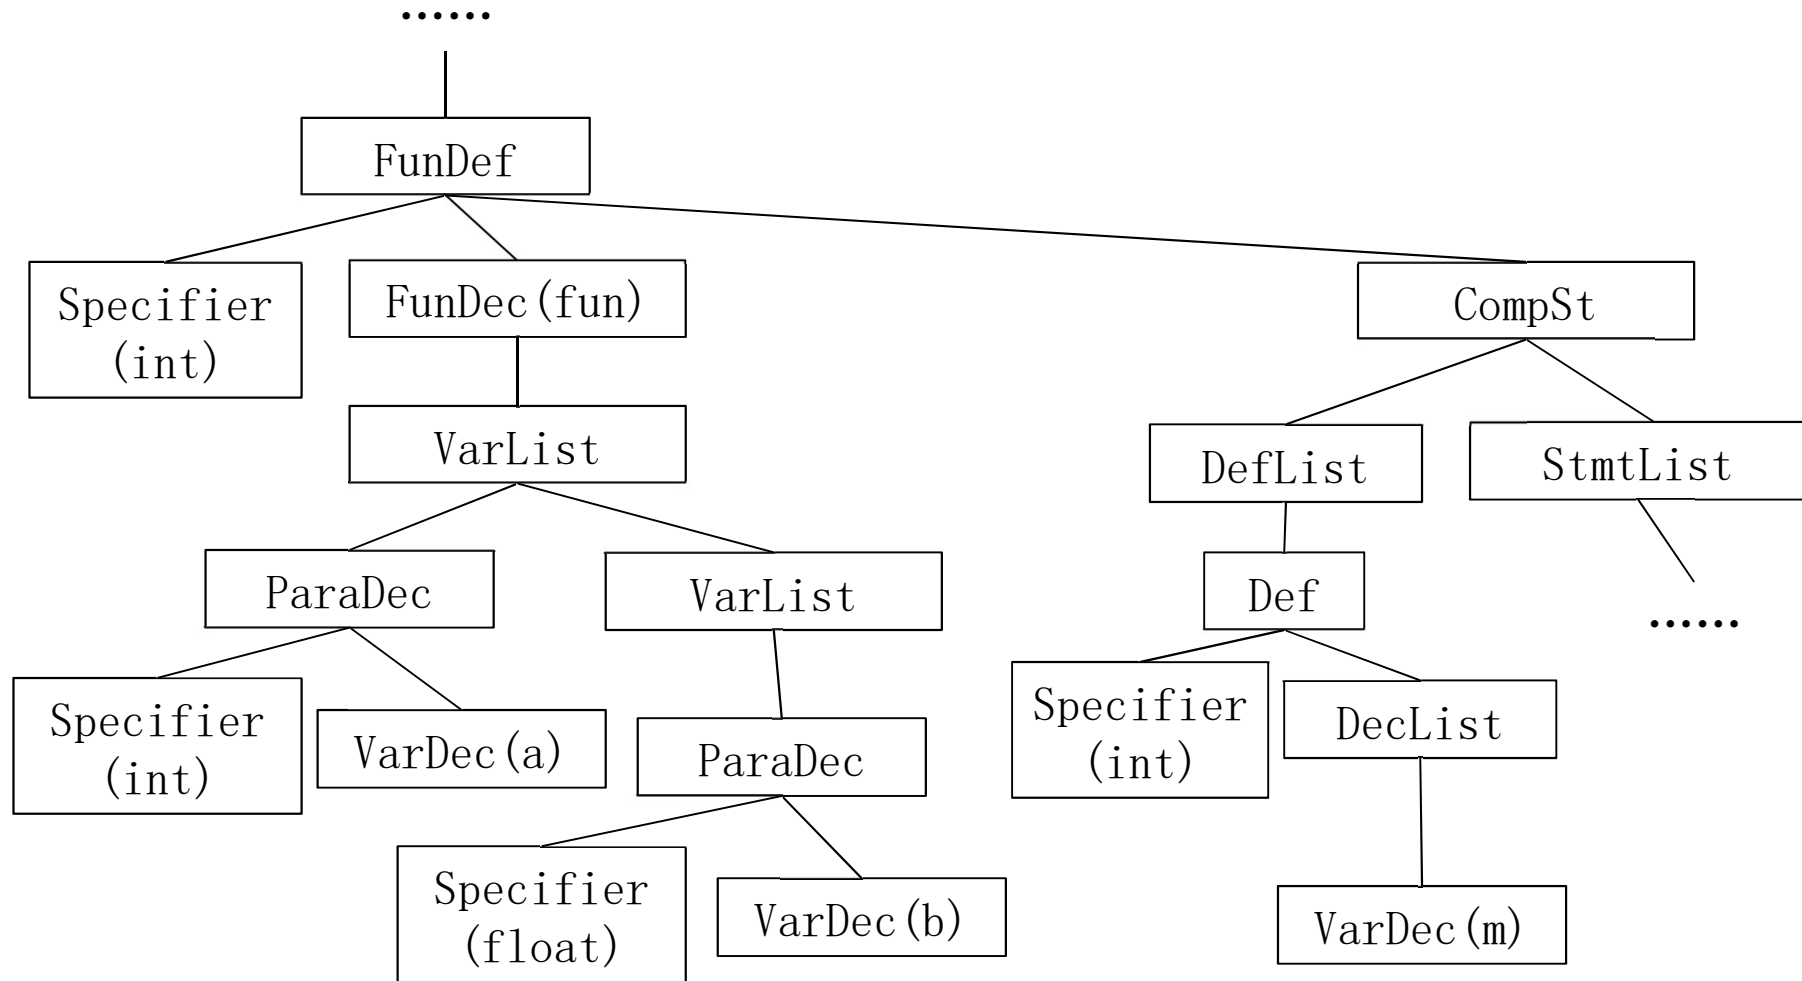 ……
FunDef
Specifier
(int)
FunDec(fun)
CompSt
VarList
DefList
StmtList
ParaDec
VarList
Def
……
Specifier
(int)
VarDec(a)
ParaDec
Specifier
(int)
DecList
Specifier
(float)
VarDec(b)
VarDec(m)